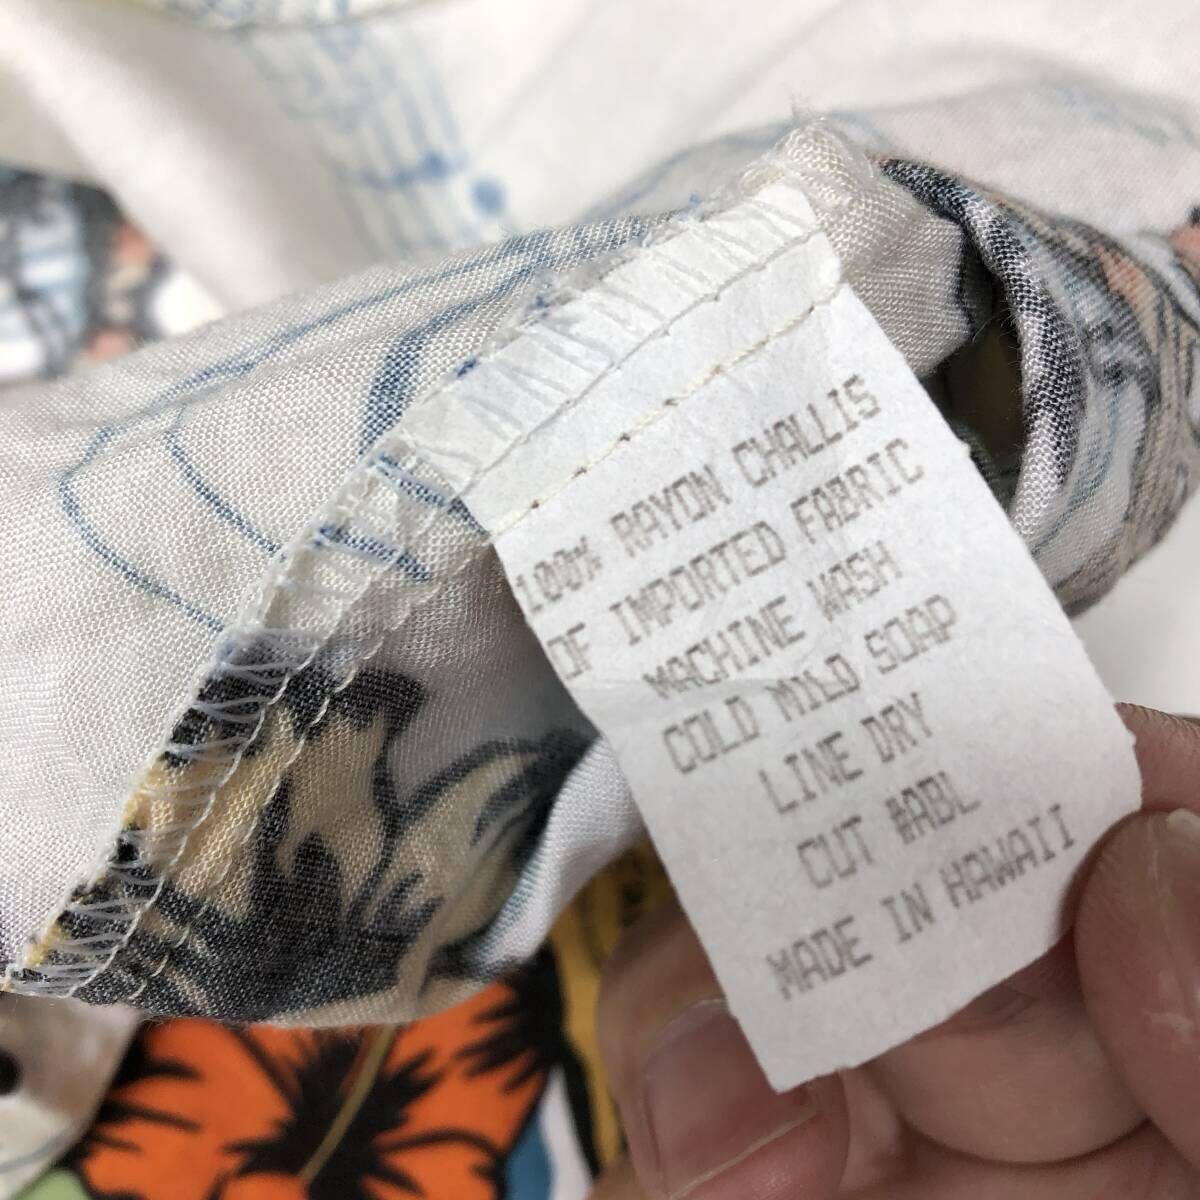 100% RAYON CHALLIS
OF IMPORTED FABRIC
MACHINE WASH
COLD MILD SOAP
LINE DRY
CUT #ABL
MADE IN HAWAII